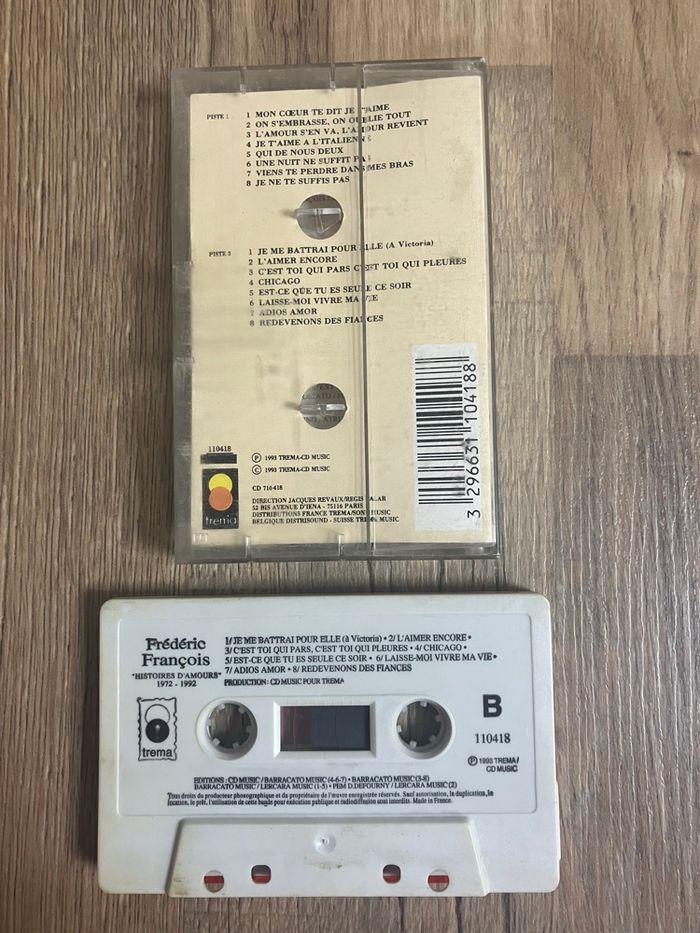 PISTE 1
1 MON CŒUR TE DIT JE T'AIME
2 ON S'EMBRASSE, ON OUBLIE TOUT
3 L'AMOUR S'EN VA, L'AMOUR REVIENT
4 JE T'AIME A L'ITALIENNE
5 QUI DE NOUS DEUX
6 UNE NUIT NE SUFFIT PAS
7 VIENS TE PERDRE DANS MES BRAS
8 JE NE TE SUFFIS PAS
PISTE 2
1 JE ME BATTRAI POUR ELLE (A Victoria)
2 L'AIMER ENCORE
3 C'EST TOI QUI PARS C'EST TOI QUI PLEURES
4 CHICAGO
5 EST-CE QUE TU ES SEULE CE SOIR
6 LAISSE-MOI VIVRE MA VIE
7 ADIOS AMOR
8 REDEVENONS DES FIANCES
110418
trema
Ⓟ 1993 TREMA-CD MUSIC
© 1993 TREMA-CD MUSIC
CD 710418
DIRECTION JACQUES REVAUX/REGIS TALAR
52 BIS AVENUE D'IENA - 75116 PARIS
DISTRIBUTIONS FRANCE TREMA/SONY MUSIC
BELGIQUE DISTRISOUND - SUISSE TREMA MUSIC
3 296631 104188
Frédéric
François
"HISTOIRES D'AMOURS"
1972 - 1992
trema
1/ JE ME BATTRAI POUR ELLE (à Victoria) • 2/ L'AIMER ENCORE •
3/ C'EST TOI QUI PARS, C'EST TOI QUI PLEURES • 4/ CHICAGO •
5/ EST-CE QUE TU ES SEULE CE SOIR • 6/ LAISSE-MOI VIVRE MA VIE •
7/ ADIOS AMOR • 8/ REDEVENONS DES FIANCES
PRODUCTION : CD MUSIC POUR TREMA
B
110418
Ⓟ 1993 TREMA/
CD MUSIC
EDITIONS : CD MUSIC / BARRACATO MUSIC (4-6-7) • BARRACATO MUSIC (3-8)
BARRACATO MUSIC / LERCARA MUSIC (1-5) • PEM D.DEFOURNY / LERCARA MUSIC (2)
Tous droits du producteur phonographique et du propriétaire de l'œuvre enregistrée réservés. Sauf autorisation, la duplication, la
location, le prêt, l'utilisation de cette bande pour exécution publique et radiodiffusion sont interdits. Made in France.